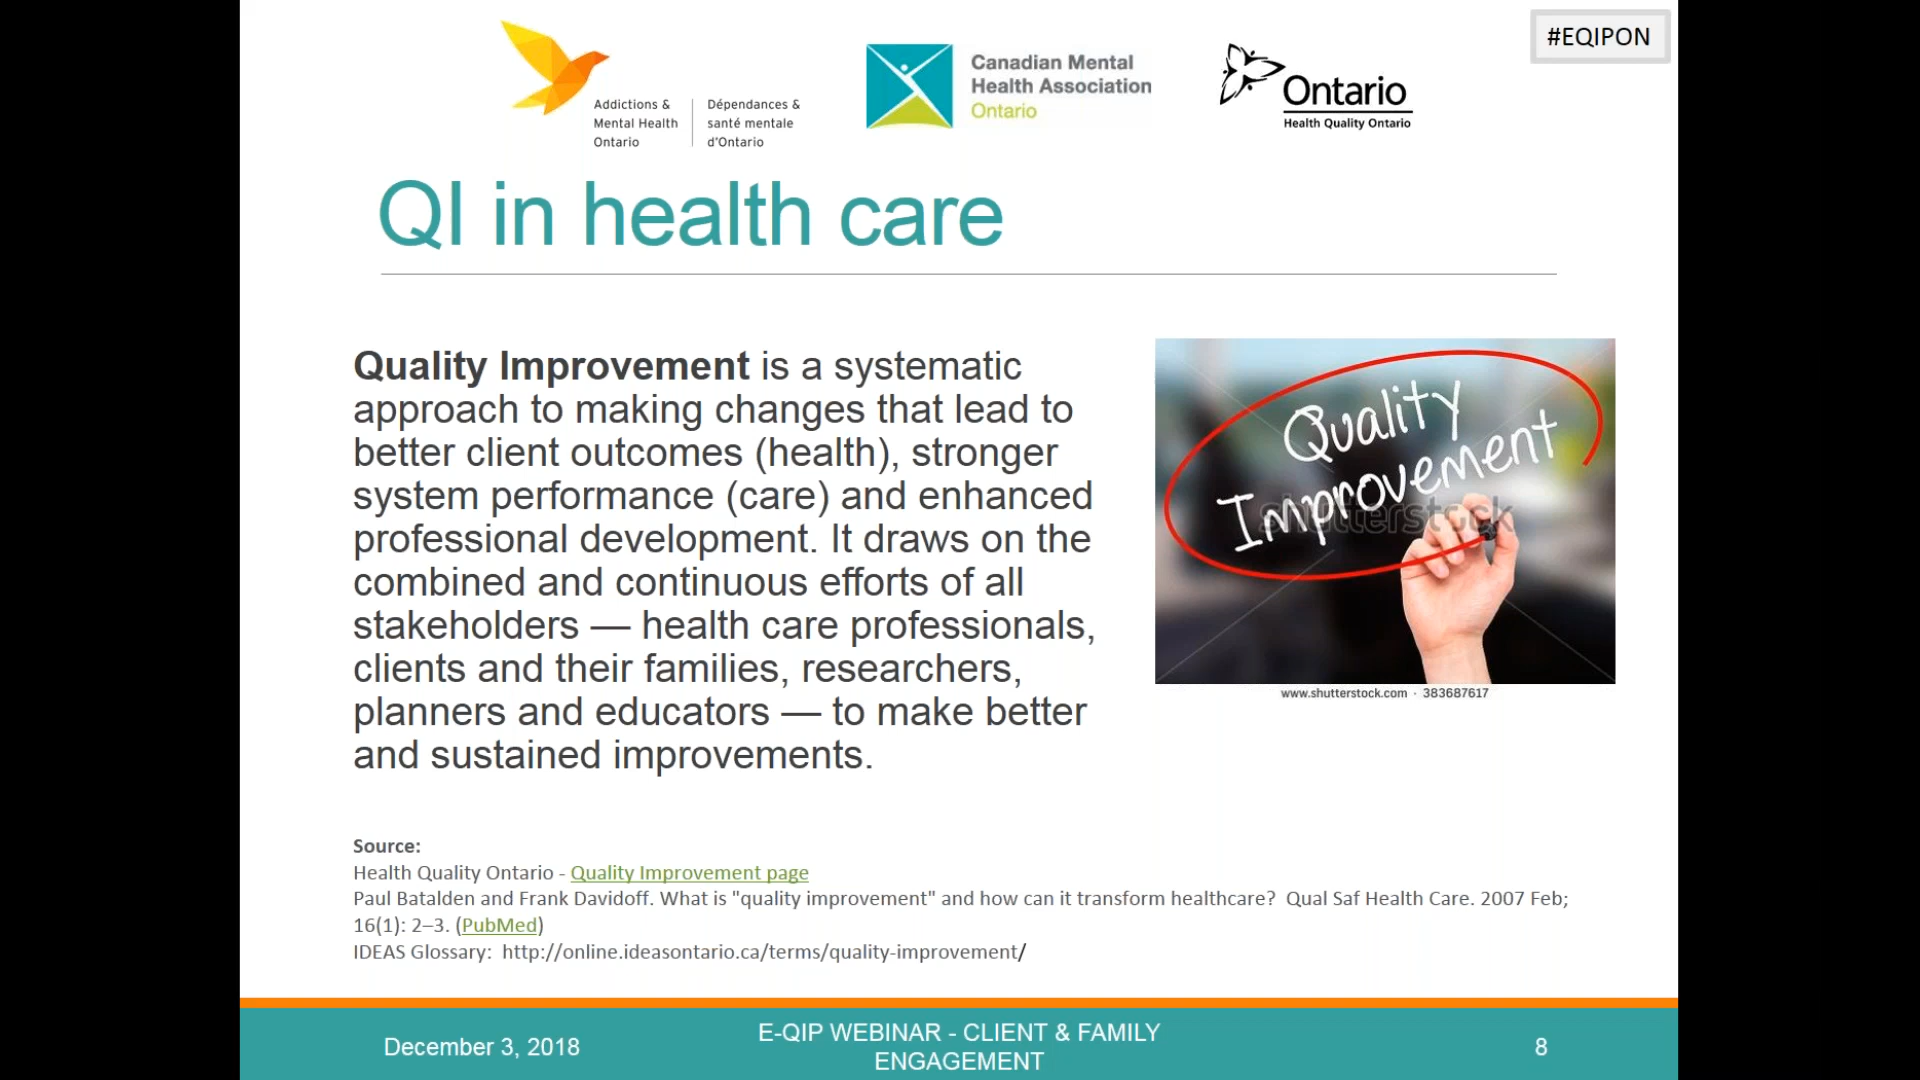 #EQIPON
Addictions &
Mental Health
Ontario
Dépendances &
santé mentale
d'Ontario
Canadian Mental
Health Association
Ontario
Ontario
Health Quality Ontario
QI in health care
Quality Improvement is a systematic
approach to making changes that lead to
better client outcomes (health), stronger
system performance (care) and enhanced
professional development. It draws on the
combined and continuous efforts of all
stakeholders — health care professionals,
clients and their families, researchers,
planners and educators — to make better
and sustained improvements.
Quality
Improvement
shutterstock
www.shutterstock.com · 383687617
Source:
Health Quality Ontario - Quality Improvement page
Paul Batalden and Frank Davidoff. What is "quality improvement" and how can it transform healthcare?  Qual Saf Health Care. 2007 Feb;
16(1): 2–3. (PubMed)
IDEAS Glossary:  http://online.ideasontario.ca/terms/quality-improvement/
December 3, 2018
E-QIP WEBINAR - CLIENT & FAMILY
ENGAGEMENT
8